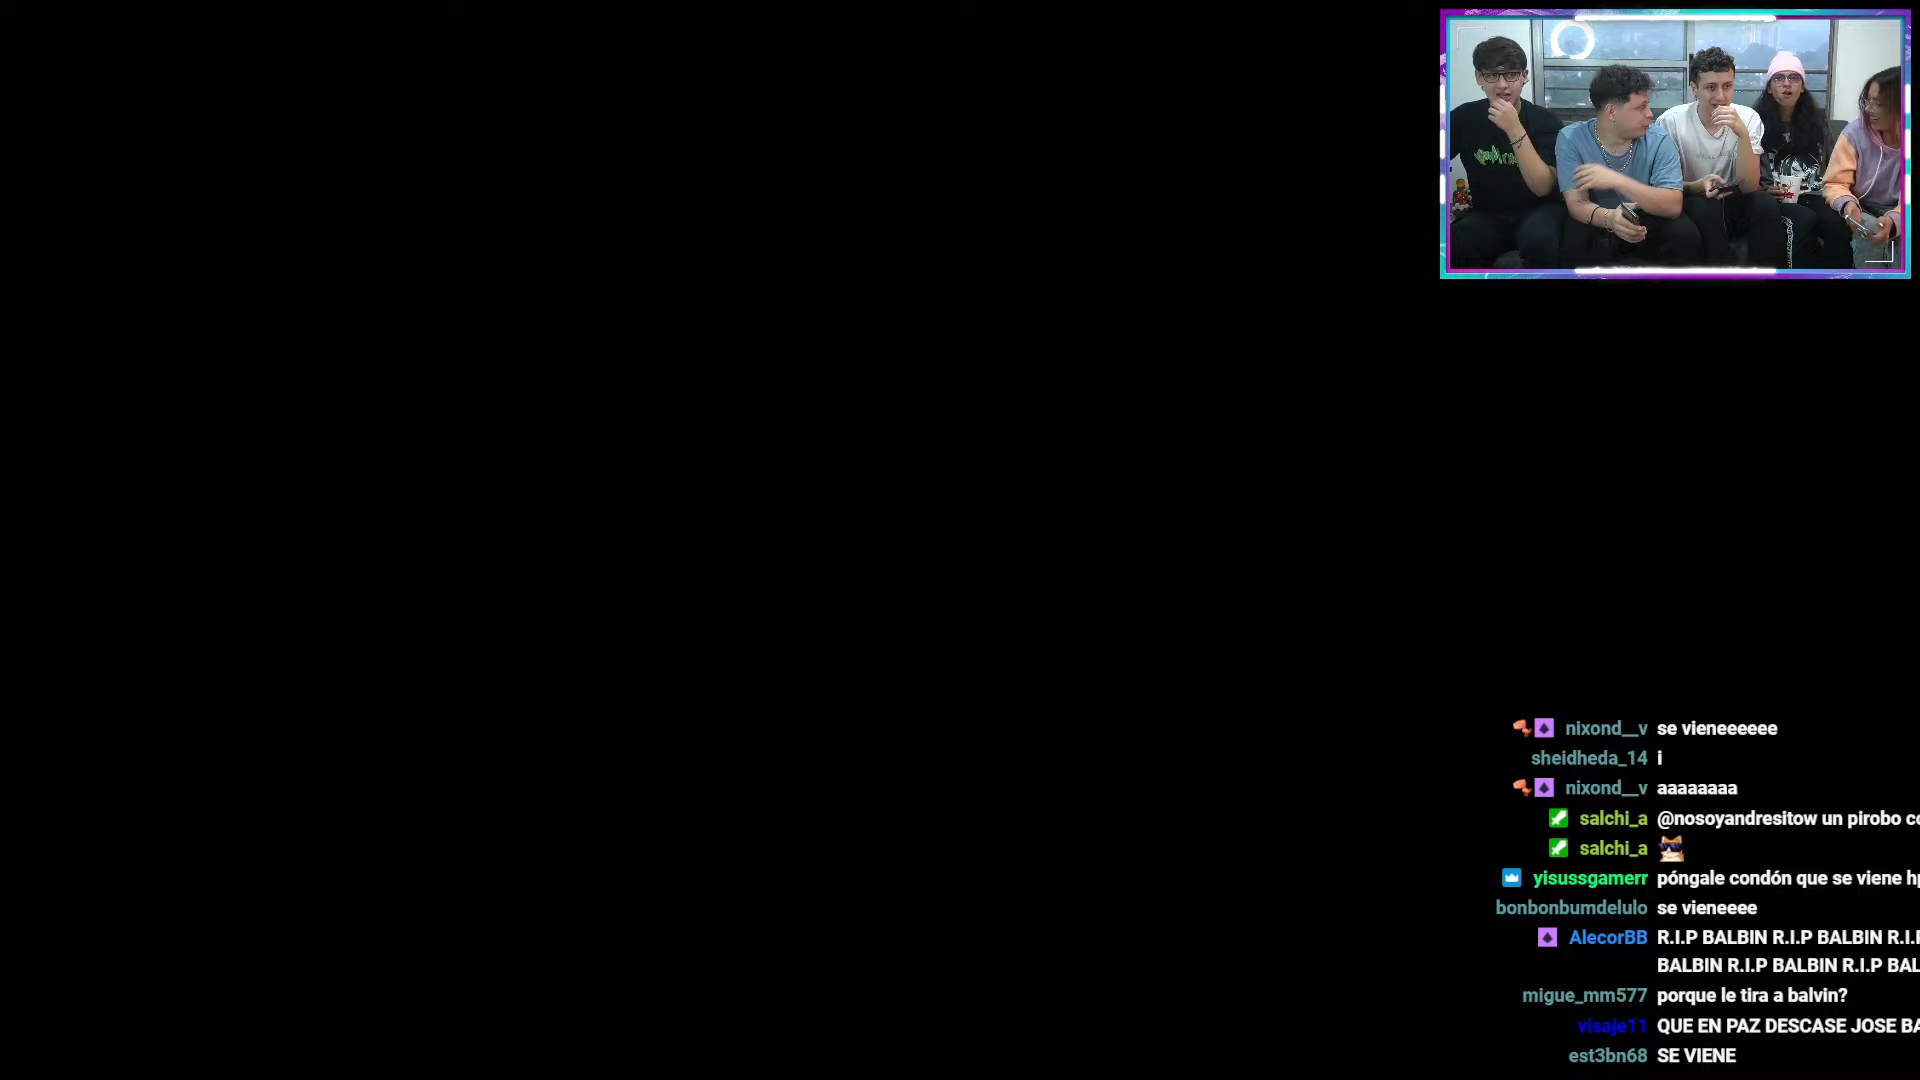 nixond__v se vieneeeeee
sheidheda_14 i
nixond__v aaaaaaaa
salchi_a @nosoyandresitow un pirobo
salchi_a
yisussgamerr póngale condón que se viene
bonbonbumdelulo se vieneeee
AlecorBB R.I.P BALBIN R.I.P BALBIN
BALBIN R.I.P BALBIN R.I.P
migue_mm577 porque le tira a balvin?
visaje11 QUE EN PAZ DESCASE JOSE
est3bn68 SE VIENE